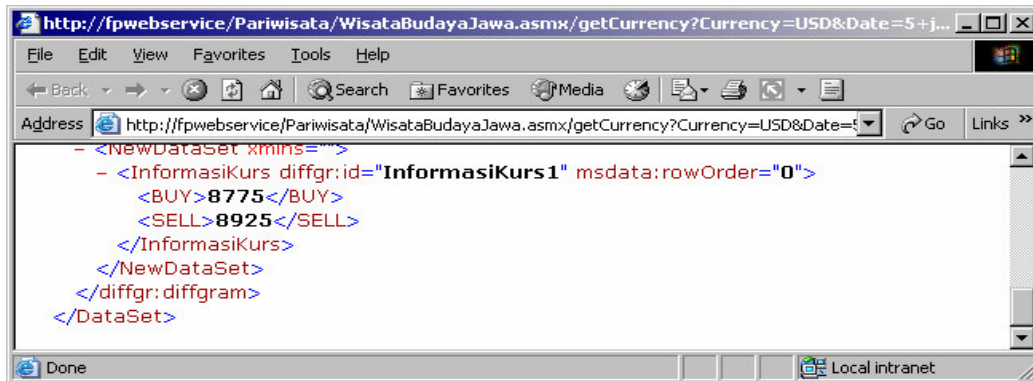 http://fpwebservice/Pariwisata/WisataBudayaJawa.asmx/getCurrency?Currency=USD&Date=5+j...
File Edit View Favorites Tools Help
Back Search Favorites Media
Address http://fpwebservice/Pariwisata/WisataBudayaJawa.asmx/getCurrency?Currency=USD&Date=5 Go Links »
- <NewDataSet xmlns="">
- <InformasiKurs diffgr:id="InformasiKurs1" msdata:rowOrder="0">
<BUY>8775</BUY>
<SELL>8925</SELL>
</InformasiKurs>
</NewDataSet>
</diffgr:diffgram>
</DataSet>
Done Local intranet